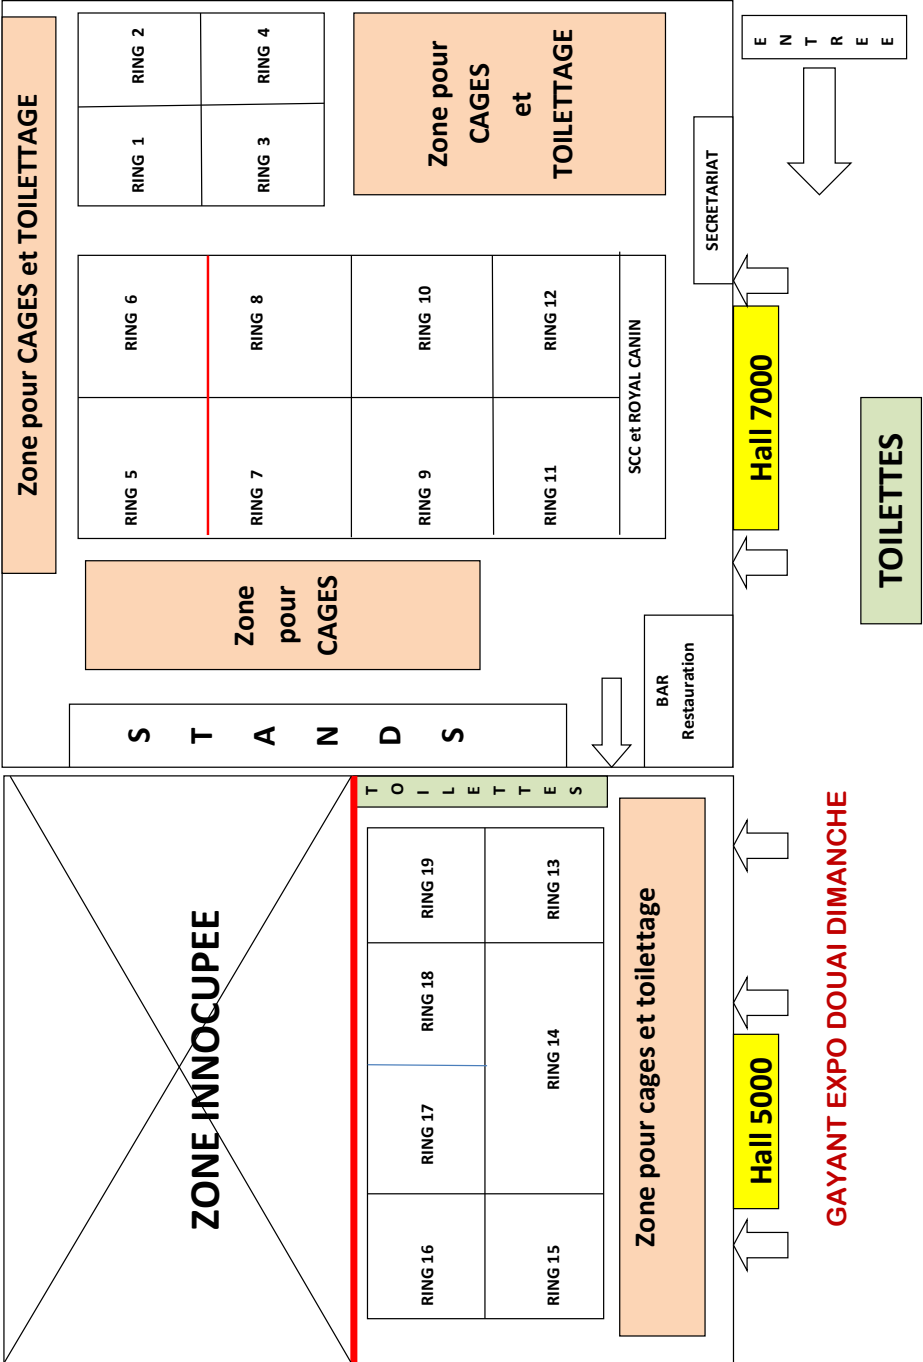 ZONE INNOCUPEE
T O I L E T T E S
RING 16
RING 17
RING 18
RING 19
RING 15
RING 14
RING 13
Zone pour cages et toilettage
Hall 5000
GAYANT EXPO DOUAI DIMANCHE
Zone pour CAGES et TOILETTAGE
S T A N D S
Zone
pour
CAGES
RING 5
RING 6
RING 7
RING 8
RING 9
RING 10
RING 11
RING 12
SCC et ROYAL CANIN
RING 1
RING 2
RING 3
RING 4
Zone pour
CAGES
et
TOILETTAGE
BAR
Restauration
SECRETARIAT
Hall 7000
E N T R E E
TOILETTES